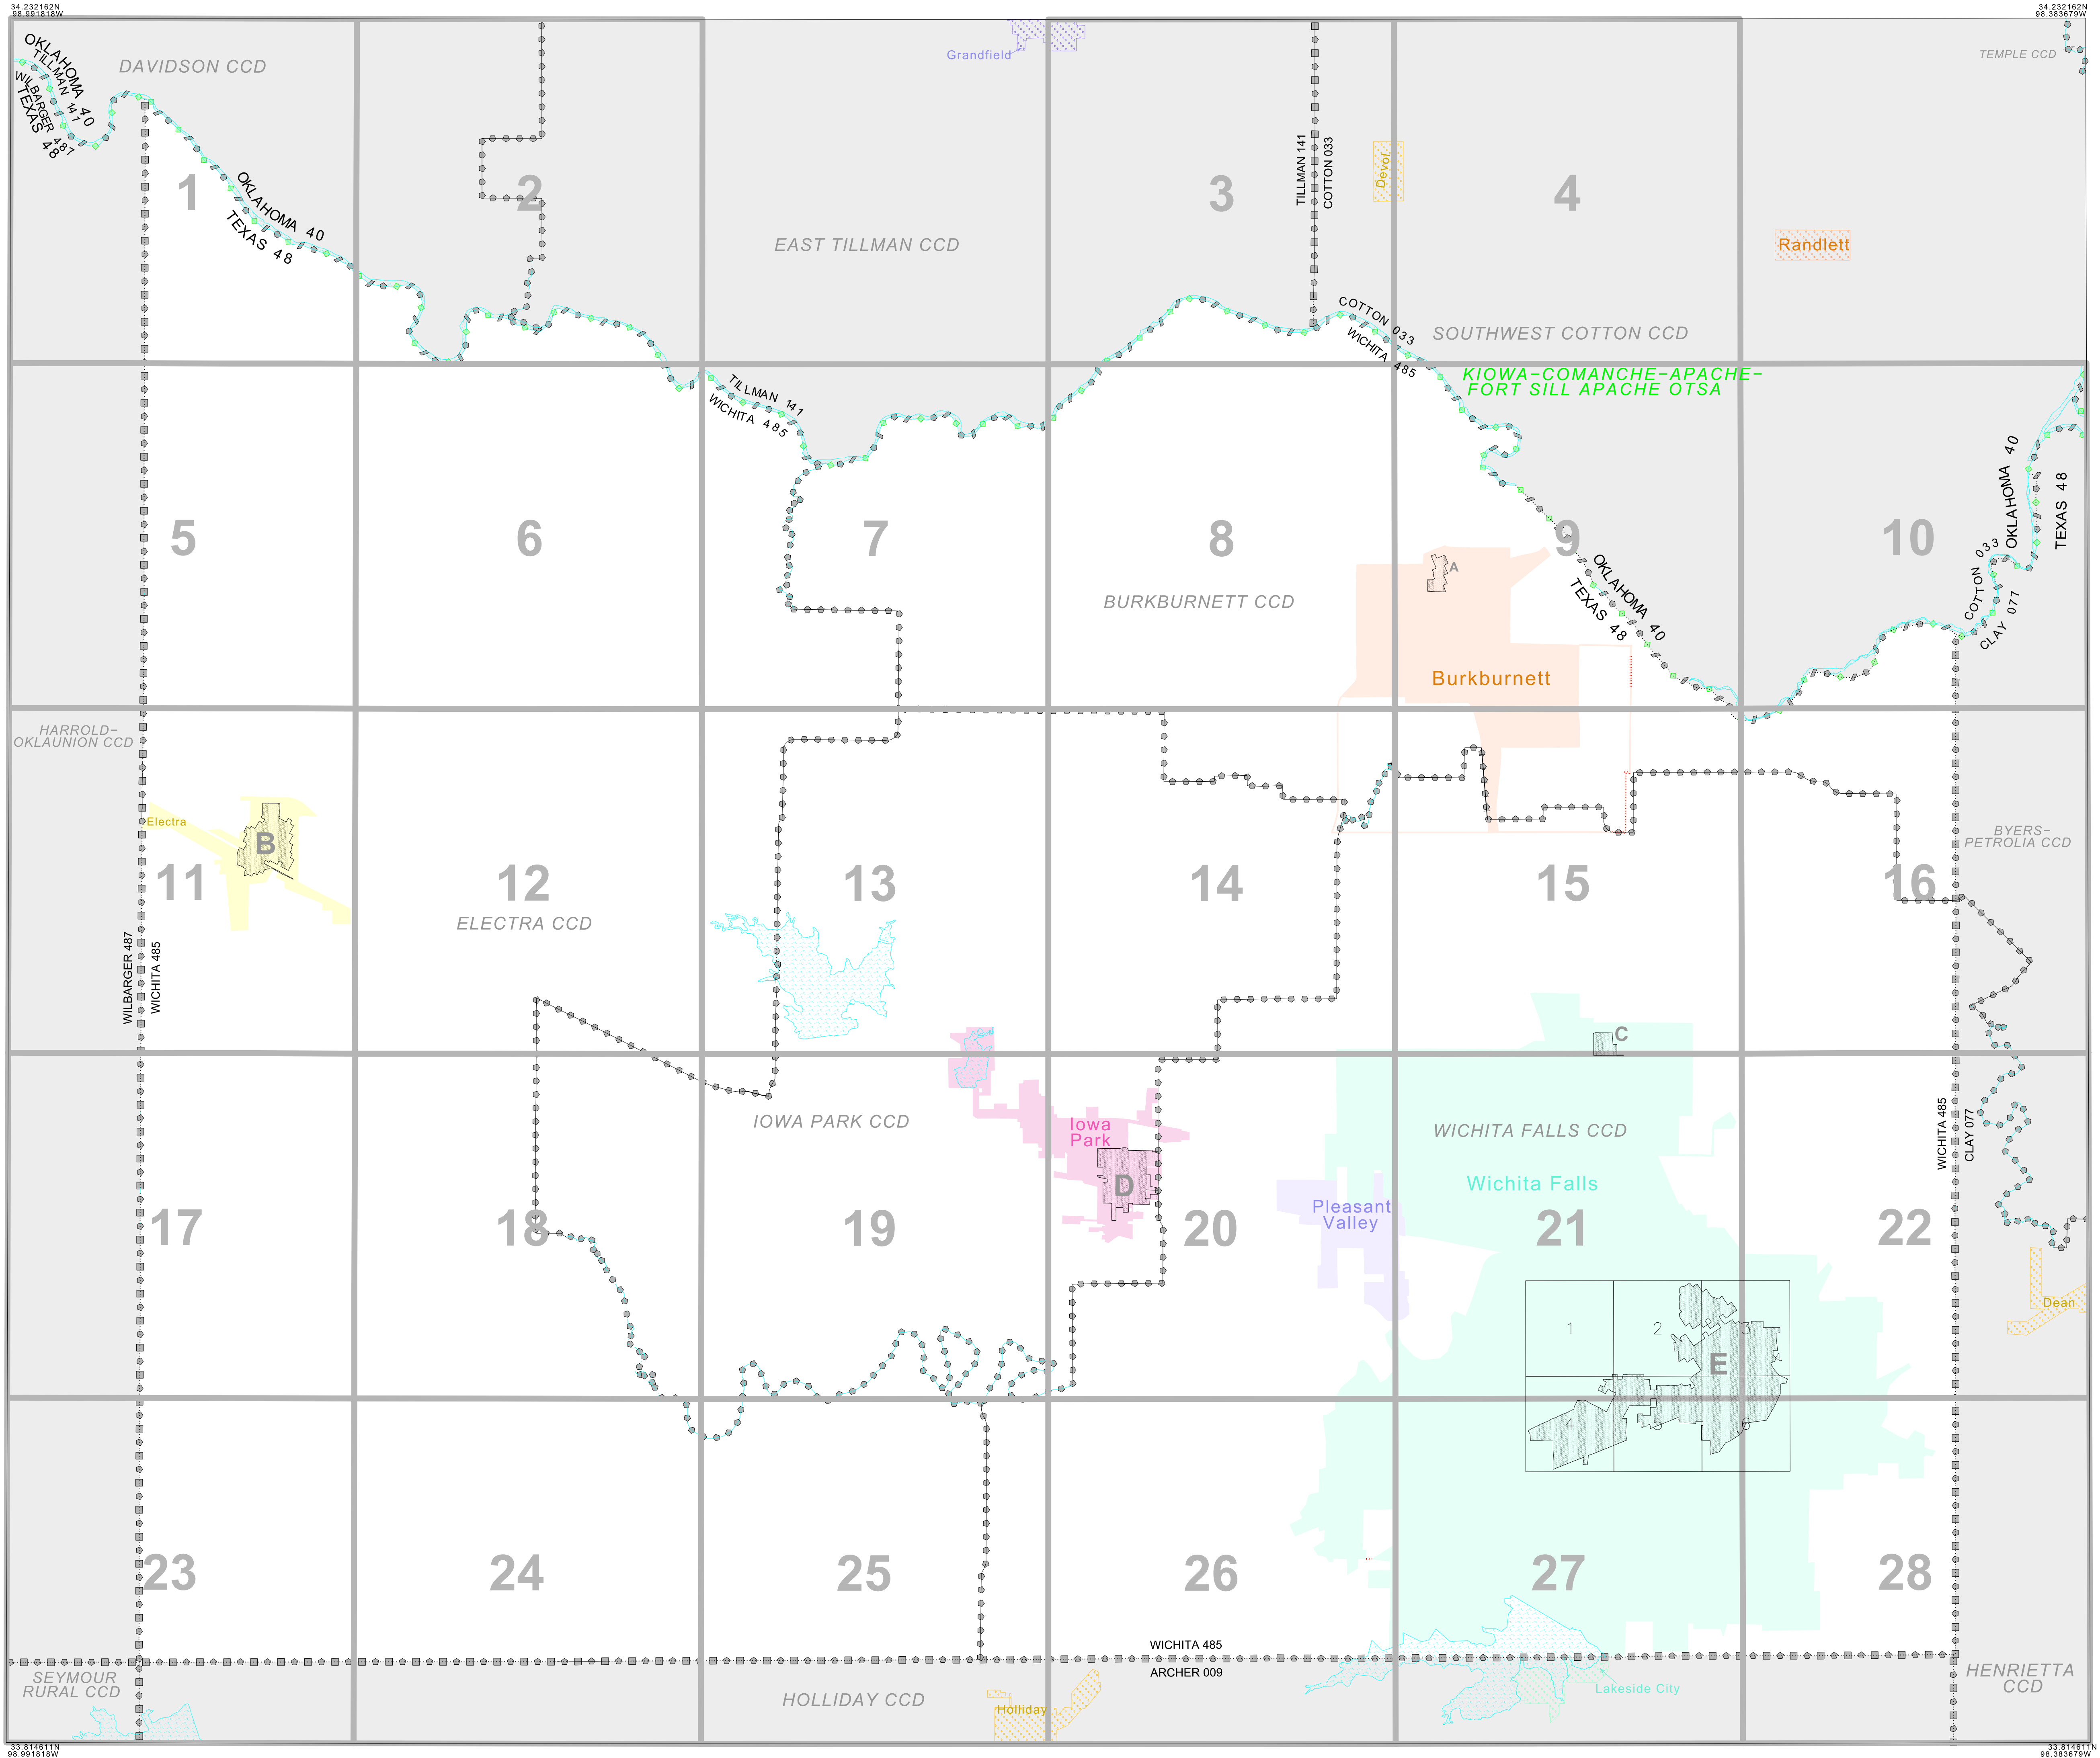 34.232162N
98.991818W
34.232162N
98.383679W
OKLAHOMA 40
TILLMAN 141
WILBARGER 487
TEXAS 48
DAVIDSON CCD
Grandfield
TEMPLE CCD
1
2
3
4
OKLAHOMA 40
TEXAS 48
EAST TILLMAN CCD
TILLMAN 141
COTTON 033
Devol
Randlett
COTTON 033
WICHITA 485
SOUTHWEST COTTON CCD
KIOWA-COMANCHE-APACHE-
FORT SILL APACHE OTSA
TILLMAN 141
WICHITA 485
5
6
7
8
9
10
OKLAHOMA 40
TEXAS 48
COTTON 033
CLAY 077
A
BURKBURNETT CCD
OKLAHOMA 40
TEXAS 48
Burkburnett
HARROLD-
OKLAUNION CCD
Electra
B
BYERS-
PETROLIA CCD
11
12
13
14
15
16
ELECTRA CCD
WILBARGER 487
WICHITA 485
C
IOWA PARK CCD
Iowa
Park
WICHITA FALLS CCD
WICHITA 485
CLAY 077
D
Wichita Falls
Pleasant
Valley
17
18
19
20
21
22
Dean
1
2
3
E
4
5
6
23
24
25
26
27
28
WICHITA 485
ARCHER 009
SEYMOUR
RURAL CCD
HOLLIDAY CCD
Holliday
Lakeside City
HENRIETTA
CCD
33.814611N
98.991818W
33.814611N
98.383679W